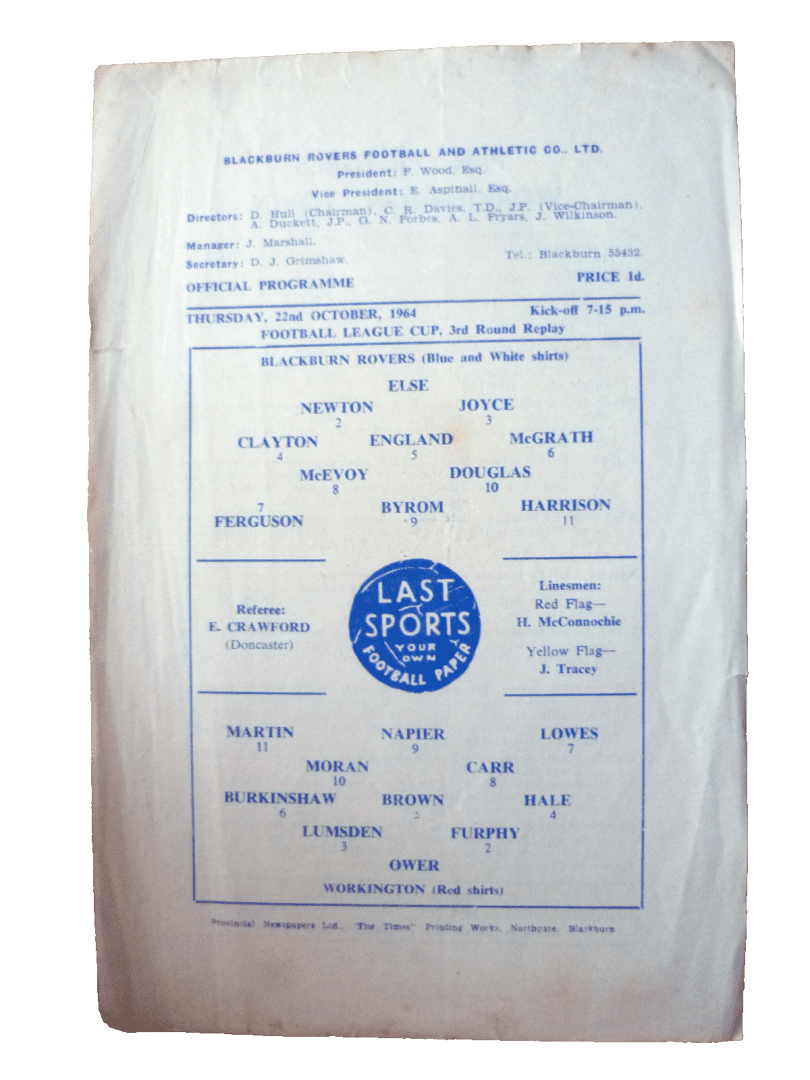 BLACKBURN ROVERS FOOTBALL AND ATHLETIC CO., LTD.
President: F. Wood, Esq.
Vice President: E. Aspinall, Esq.
Directors: D. Hull (Chairman), C. R. Davies, T.D., J.P. (Vice-Chairman),
A. Duckett, J.P., G. N. Forbes, A. L. Fryars, J. Wilkinson.
Manager: J. Marshall.
Secretary: D. J. Grimshaw.
Tel.: Blackburn 55432.
OFFICIAL PROGRAMME
PRICE 1d.
THURSDAY, 22nd OCTOBER, 1964
Kick-off 7-15 p.m.
FOOTBALL LEAGUE CUP, 3rd Round Replay
BLACKBURN ROVERS (Blue and White shirts)
ELSE
NEWTON JOYCE
2 3
CLAYTON ENGLAND McGRATH
4 5 6
McEVOY DOUGLAS
8 10
7
FERGUSON BYROM HARRISON
9 11
Referee:
E. CRAWFORD
(Doncaster)
LAST
SPORTS
YOUR
OWN
FOOTBALL PAPER
Linesmen:
Red Flag—
H. McConnochie
Yellow Flag—
J. Tracey
MARTIN NAPIER LOWES
11 9 7
MORAN CARR
10 8
BURKINSHAW BROWN HALE
6 4
LUMSDEN FURPHY
3 2
OWER
WORKINGTON (Red shirts)
Provincial Newspapers Ltd., "The Times" Printing Works, Northgate, Blackburn